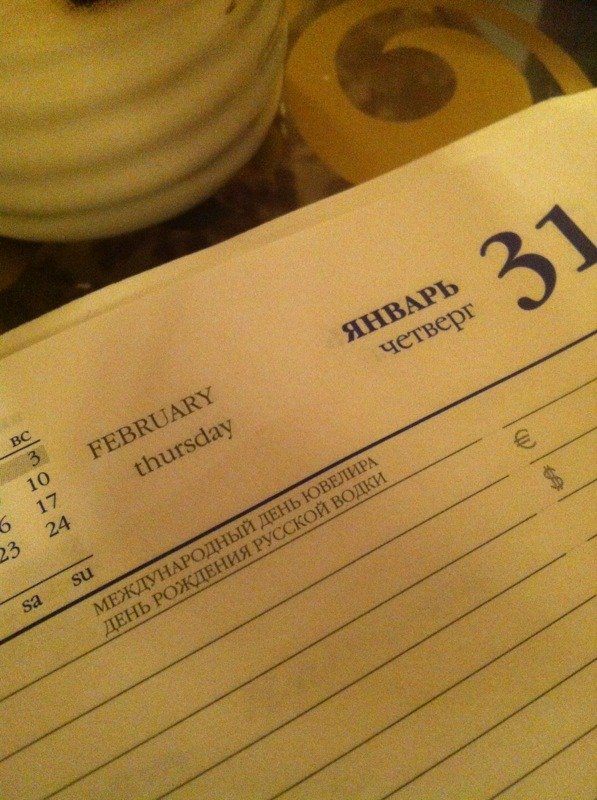 ЯНВАРЬ
четверг
31
FEBRUARY
thursday
ВС
3
10
17
23 24
sa su
МЕЖДУНАРОДНЫЙ ДЕНЬ ЮВЕЛИРА
ДЕНЬ РОЖДЕНИЯ РУССКОЙ ВОДКИ
€
$